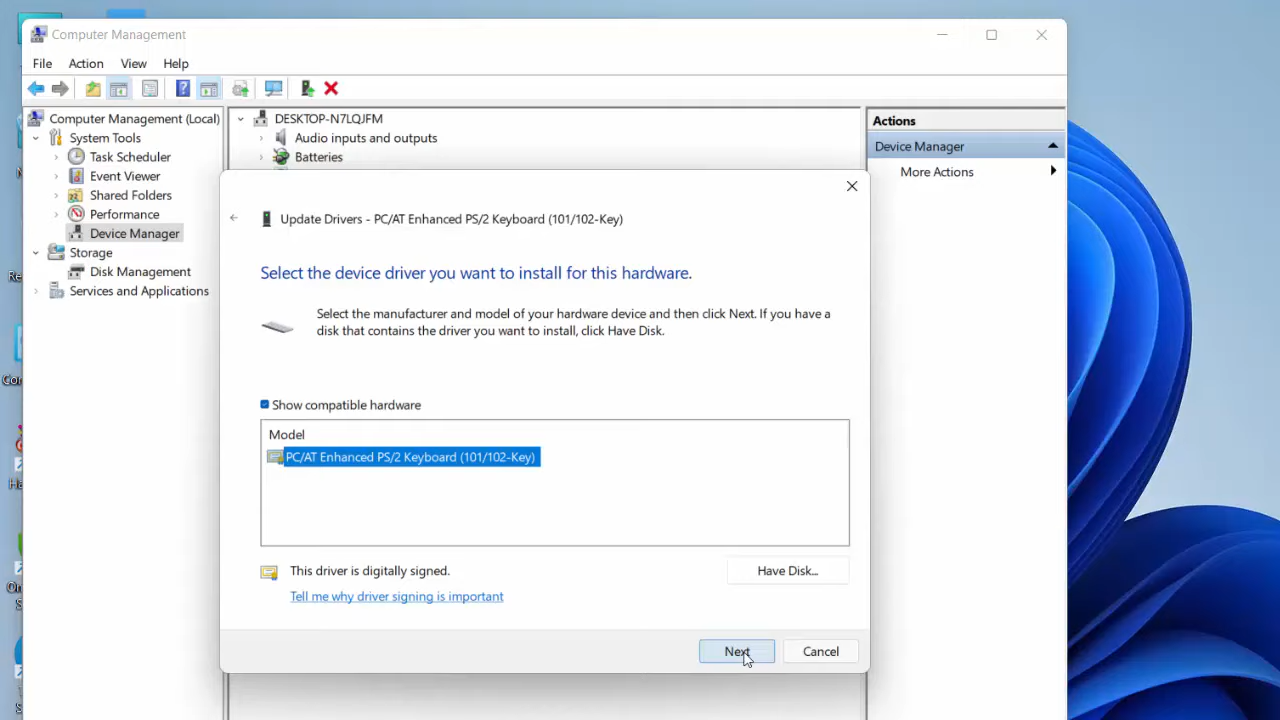 Computer Management
File Action View Help
Computer Management (Local)
System Tools
Task Scheduler
Event Viewer
Shared Folders
Performance
Device Manager
Storage
Disk Management
Services and Applications
DESKTOP-N7LQJFM
Audio inputs and outputs
Batteries
Actions
Device Manager
More Actions
Update Drivers - PC/AT Enhanced PS/2 Keyboard (101/102-Key)
Select the device driver you want to install for this hardware.
Select the manufacturer and model of your hardware device and then click Next. If you have a
disk that contains the driver you want to install, click Have Disk.
Show compatible hardware
Model
PC/AT Enhanced PS/2 Keyboard (101/102-Key)
This driver is digitally signed.
Have Disk...
Tell me why driver signing is important
Next
Cancel